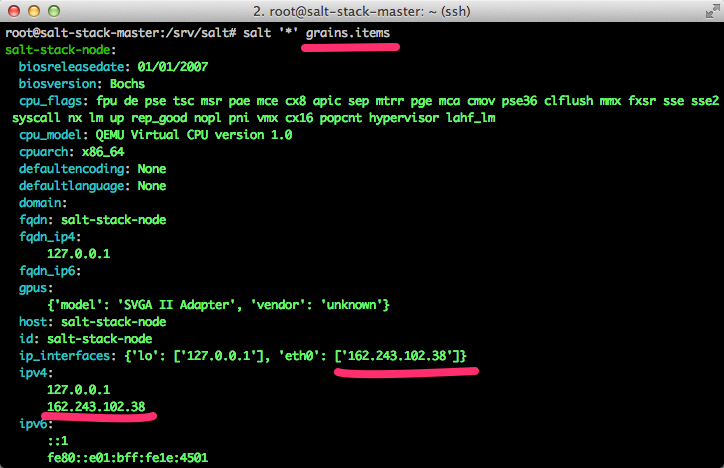 2. root@salt-stack-master: ~ (ssh)
root@salt-stack-master:/srv/salt# salt '*' grains.items
salt-stack-node:
biosreleasedate: 01/01/2007
biosversion: Bochs
cpu_flags: fpu de pse tsc msr pae mce cx8 apic sep mtrr pge mca cmov pse36 clflush mmx fxsr sse sse2
syscall nx lm up rep_good nopl pni vmx cx16 popcnt hypervisor lahf_lm
cpu_model: QEMU Virtual CPU version 1.0
cpuarch: x86_64
defaultencoding: None
defaultlanguage: None
domain:
fqdn: salt-stack-node
fqdn_ip4:
127.0.0.1
fqdn_ip6:
gpus:
{'model': 'SVGA II Adapter', 'vendor': 'unknown'}
host: salt-stack-node
id: salt-stack-node
ip_interfaces: {'lo': ['127.0.0.1'], 'eth0': ['162.243.102.38']}
ipv4:
127.0.0.1
162.243.102.38
ipv6:
::1
fe80::e01:bff:fe1e:4501